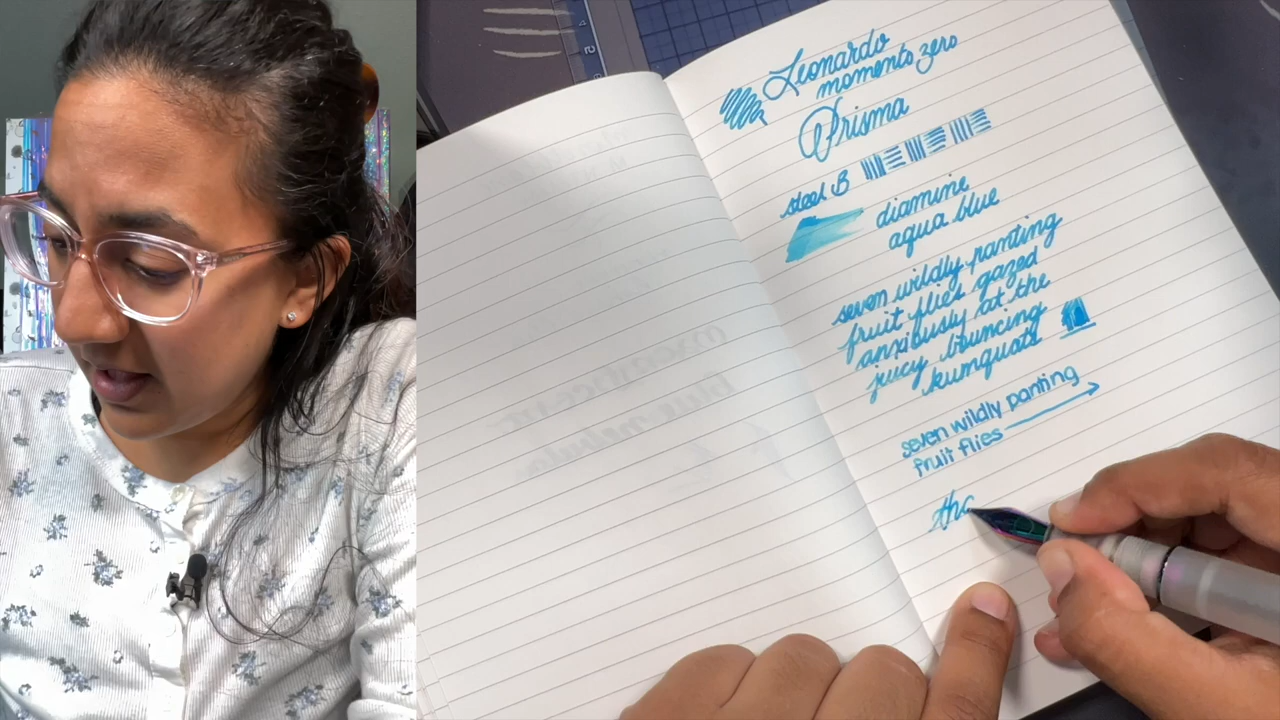 Leonardo
momento zero
Prisma
steel B
diamine
aqua blue
seven wildly panting
fruit flies gazed
anxiously at the
juicy bouncing
kumquats
seven wildly panting
fruit flies
tha